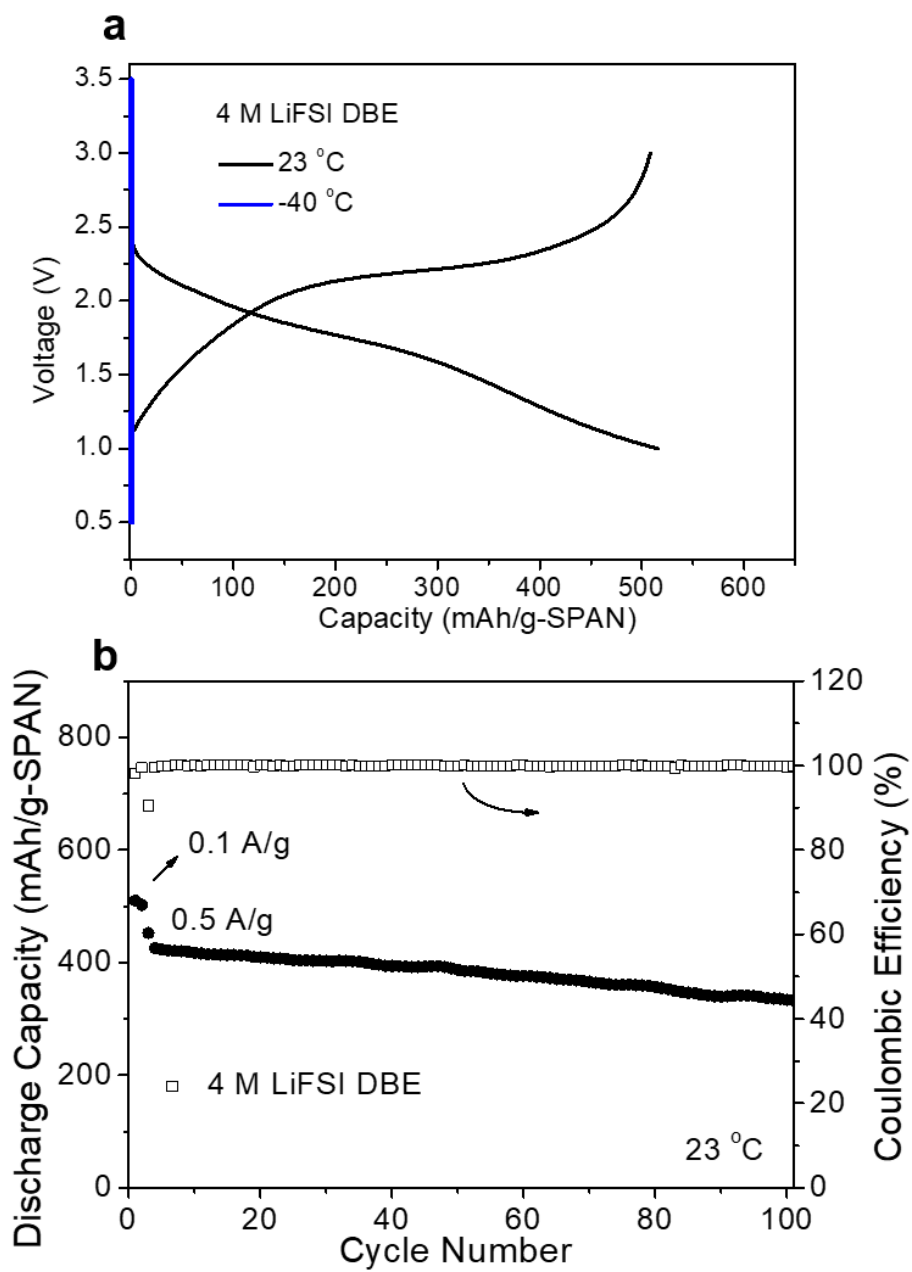 a
3.5
3.0
2.5
2.0
1.5
1.0
0.5
Voltage (V)
4 M LiFSI DBE
23 °C
-40 °C
0 100 200 300 400 500 600
Capacity (mAh/g-SPAN)
b
Discharge Capacity (mAh/g-SPAN)
800
600
400
200
0
0.1 A/g
0.5 A/g
4 M LiFSI DBE
23 °C
120
100
80
60
40
20
0
Coulombic Efficiency (%)
0 20 40 60 80 100
Cycle Number